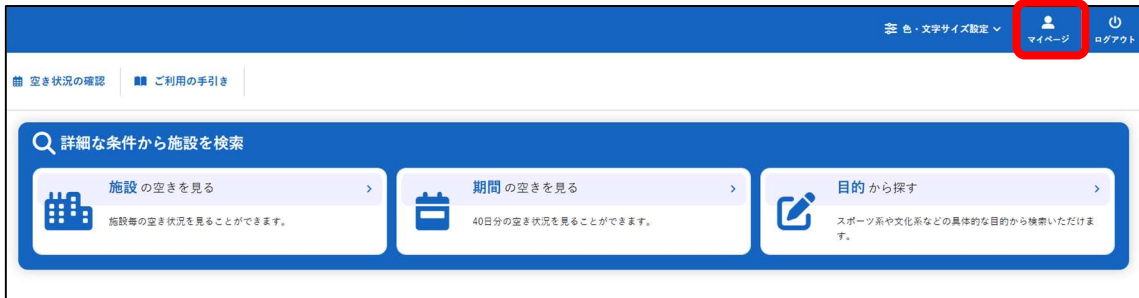 色・文字サイズ設定
マイページ
ログアウト
空き状況の確認
ご利用の手引き
詳細な条件から施設を検索
施設 の空きを見る
施設毎の空き状況を見ることができます。
期間 の空きを見る
40日分の空き状況を見ることができます。
目的 から探す
スポーツ系や文化系などの具体的な目的から検索いただけま
す。